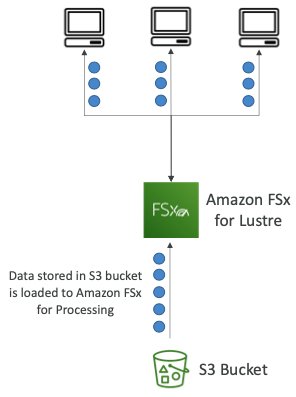 FSx
Amazon FSx
for Lustre
Data stored in S3 bucket
is loaded to Amazon FSx
for Processing
S3 Bucket